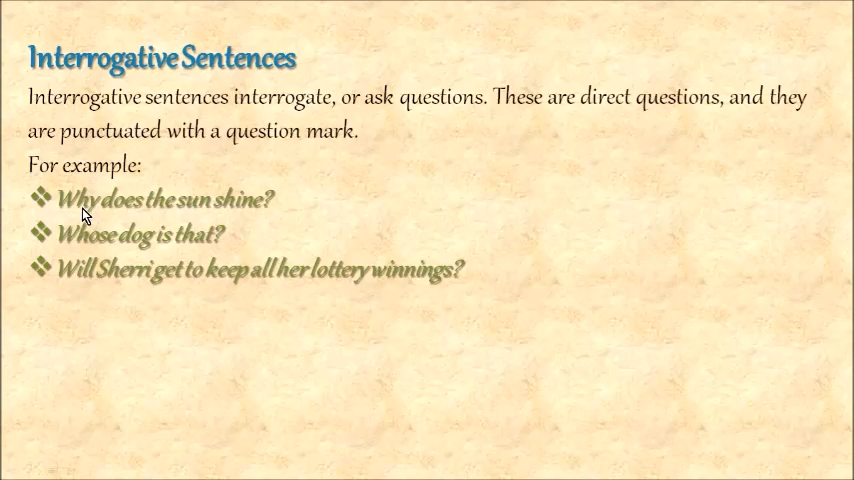 Interrogative Sentences
Interrogative sentences interrogate, or ask questions. These are direct questions, and they
are punctuated with a question mark.
For example:
❖ Why does the sun shine?
❖ Whose dog is that?
❖ Will Sherri get to keep all her lottery winnings?